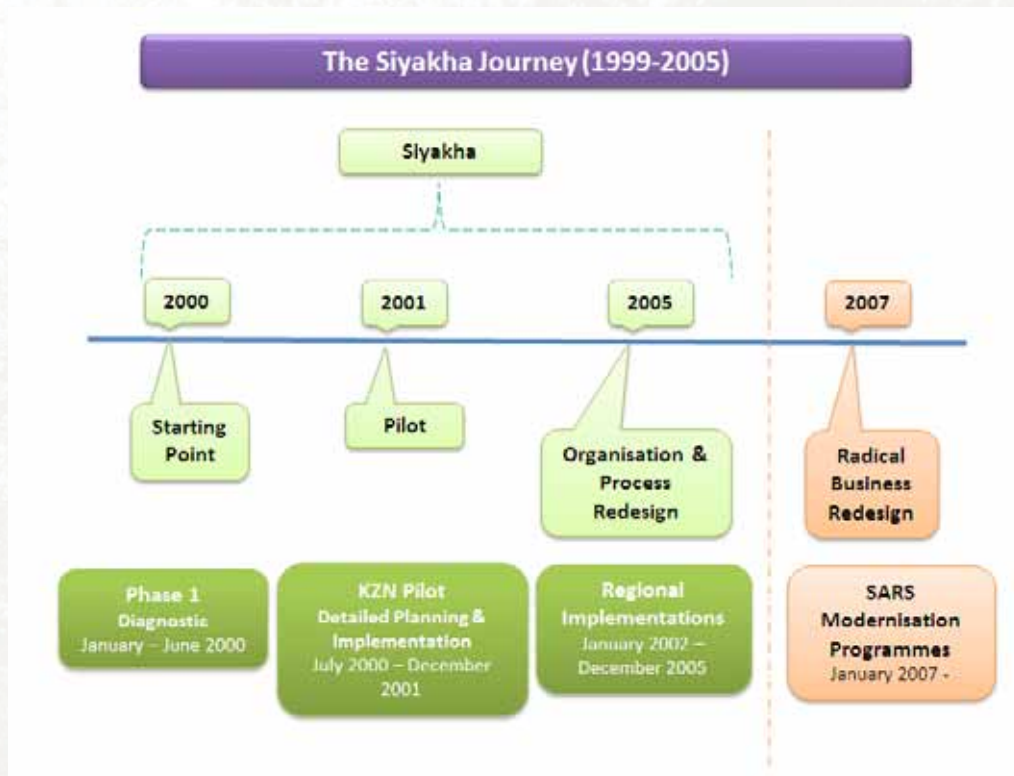 The Siyakha Journey (1999-2005)
Siyakha
2000
2001
2005
2007
Starting
Point
Pilot
Organisation &
Process
Redesign
Radical
Business
Redesign
Phase 1
Diagnostic
January – June 2000
KZN Pilot
Detailed Planning &
Implementation
July 2000 – December
2001
Regional
Implementations
January 2002 –
December 2005
SARS
Modernisation
Programmes
January 2007 -